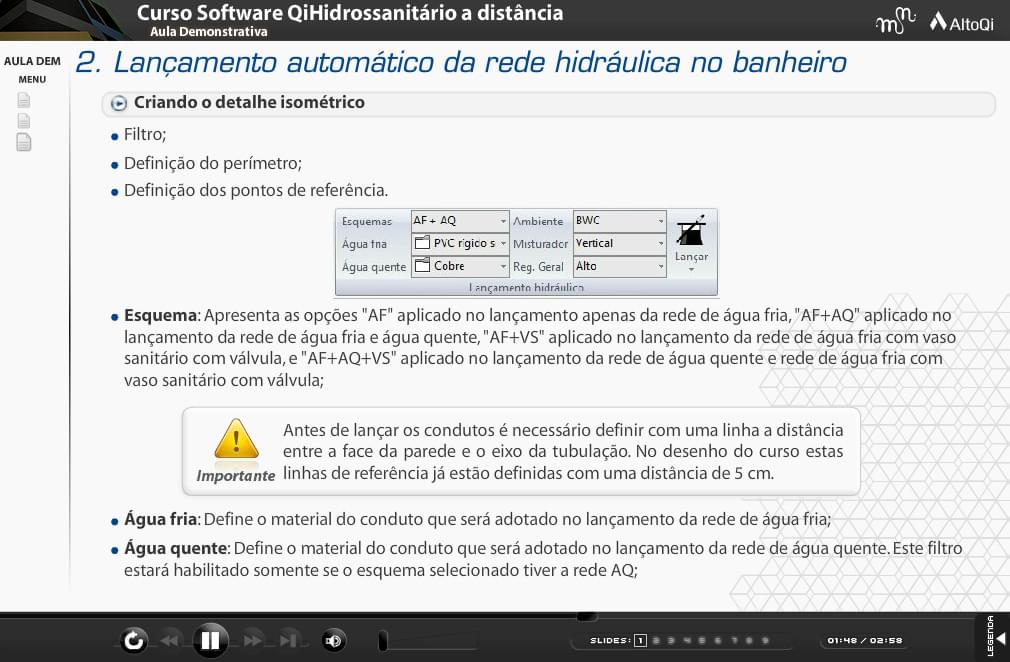 Curso Software QiHidrossanitário a distância
Aula Demonstrativa
AltoQi
AULA DEM
MENU
2. Lançamento automático da rede hidráulica no banheiro
Criando o detalhe isométrico
Filtro;
Definição do perímetro;
Definição dos pontos de referência.
Esquemas AF + AQ Ambiente BWC
Água fria PVC rígido s Misturador Vertical
Água quente Cobre Reg. Geral Alto
Lançar
Lançamento hidráulico
Esquema: Apresenta as opções "AF" aplicado no lançamento apenas da rede de água fria, "AF+AQ" aplicado no
lançamento da rede de água fria e água quente, "AF+VS" aplicado no lançamento da rede de água fria com vaso
sanitário com válvula, e "AF+AQ+VS" aplicado no lançamento da rede de água quente e rede de água fria com
vaso sanitário com válvula;
Antes de lançar os condutos é necessário definir com uma linha a distância
entre a face da parede e o eixo da tubulação. No desenho do curso estas
Importante linhas de referência já estão definidas com uma distância de 5 cm.
Água fria: Define o material do conduto que será adotado no lançamento da rede de água fria;
Água quente: Define o material do conduto que será adotado no lançamento da rede de água quente. Este filtro
estará habilitado somente se o esquema selecionado tiver a rede AQ;
SLIDES: 1 2 3 4 5 6 7 8 9
01:48 / 02:58
LEGENDA